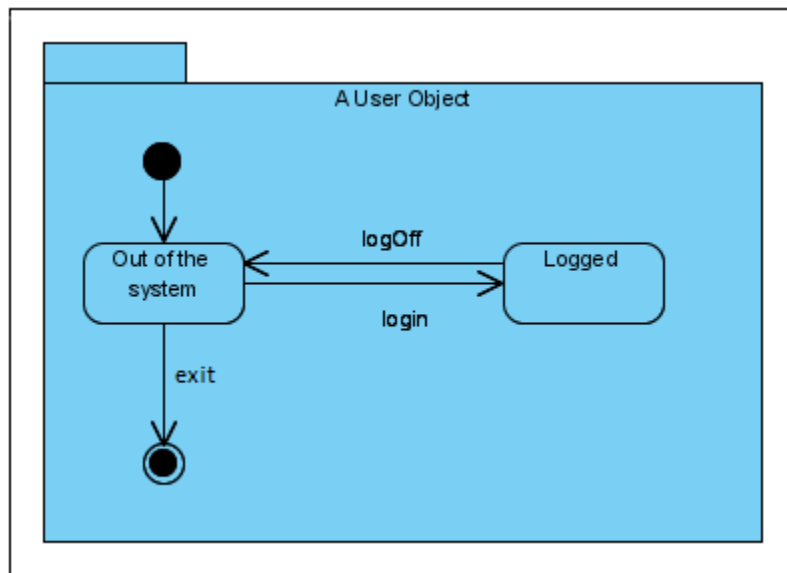 A User Object
logOff
Out of the
system
Logged
login
exit